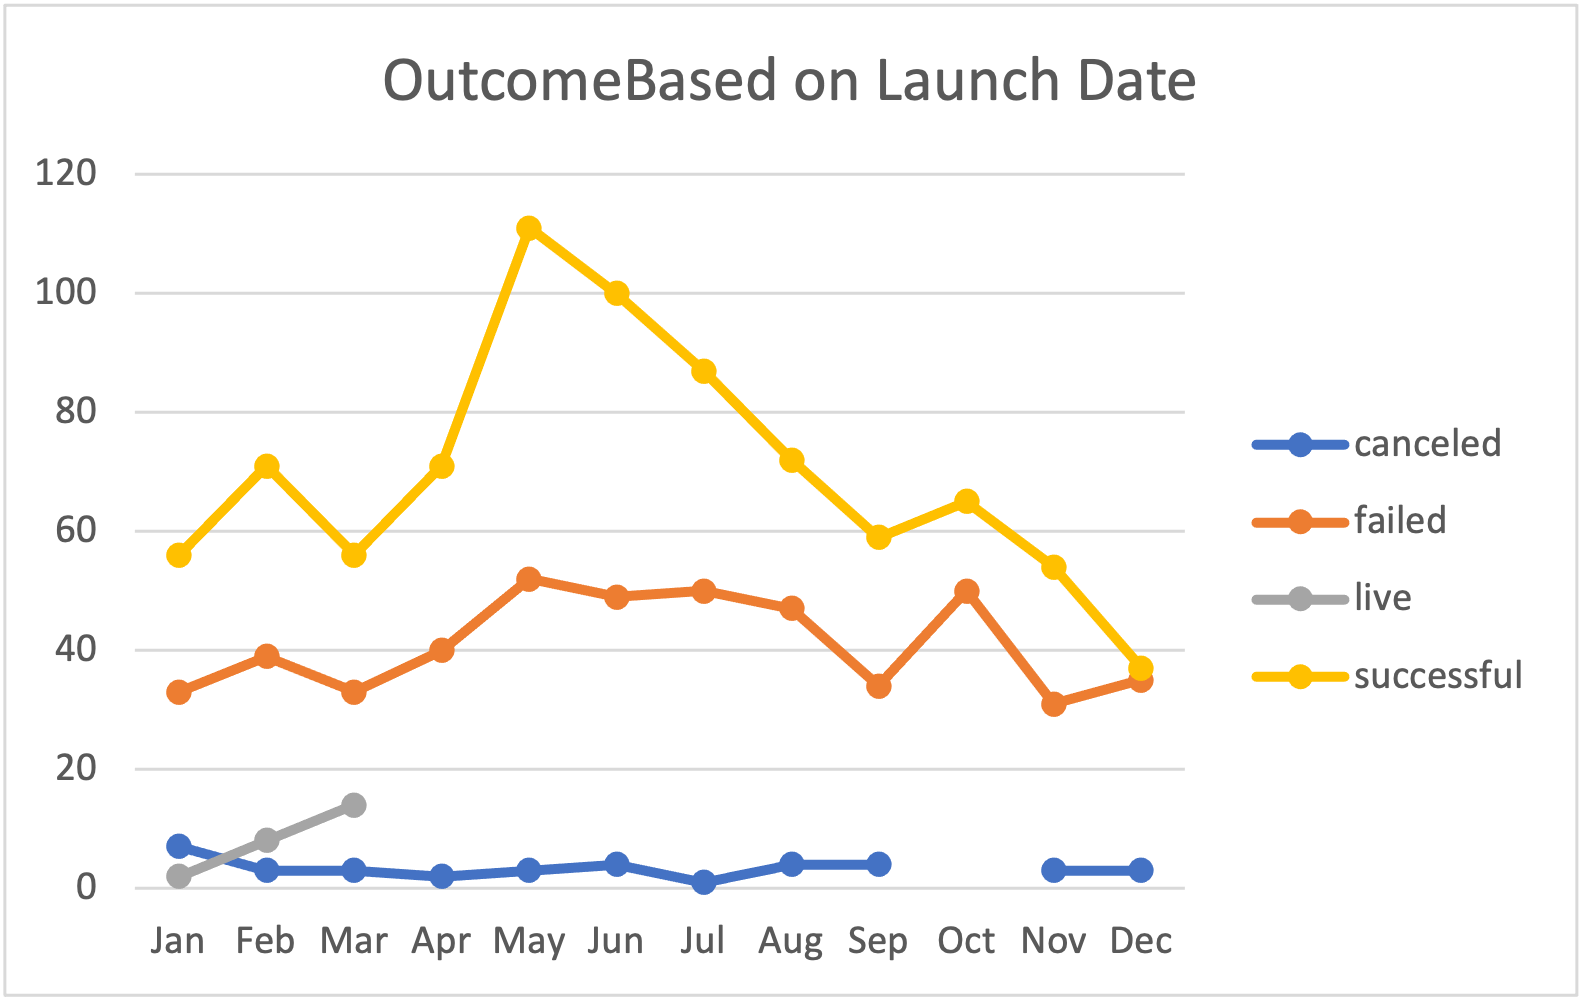 OutcomeBased on Launch Date
120
100
80
60
40
20
0
Jan Feb Mar Apr May Jun Jul Aug Sep Oct Nov Dec
canceled
failed
live
successful